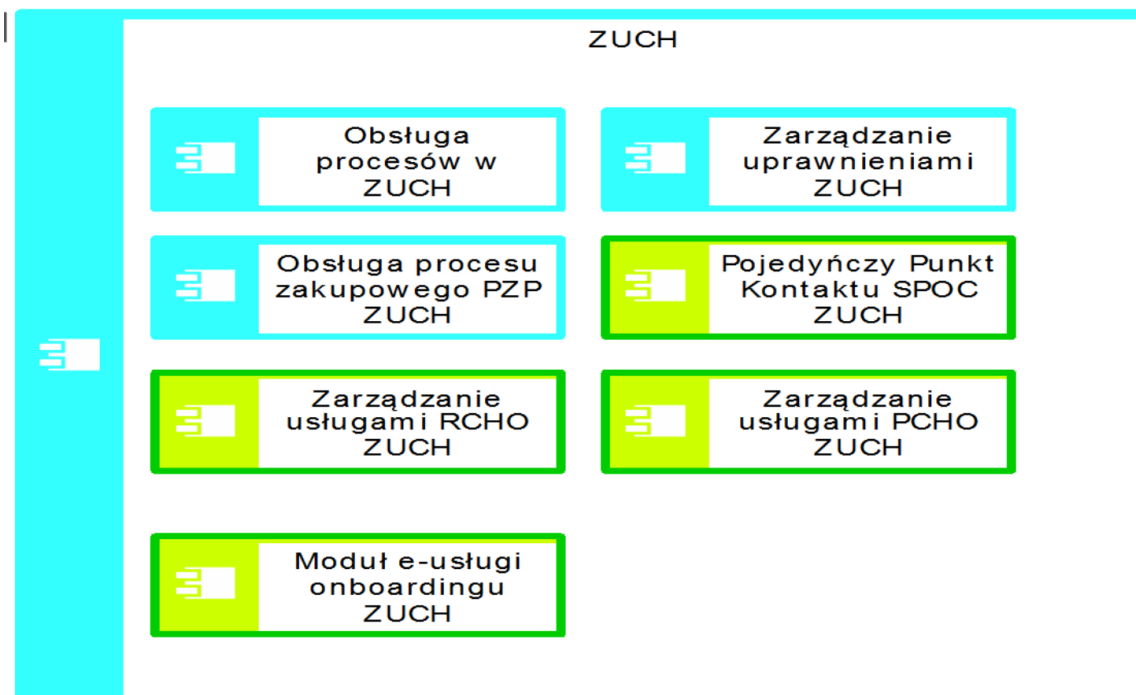 ZUCH
Obsługa
procesów w
ZUCH
Zarządzanie
uprawnieniami
ZUCH
Obsługa procesu
zakupowego PZP
ZUCH
Pojedyńczy Punkt
Kontaktu SPOC
ZUCH
Zarządzanie
usługami RCHO
ZUCH
Zarządzanie
usługami PCHO
ZUCH
Moduł e-usługi
onboardingu
ZUCH